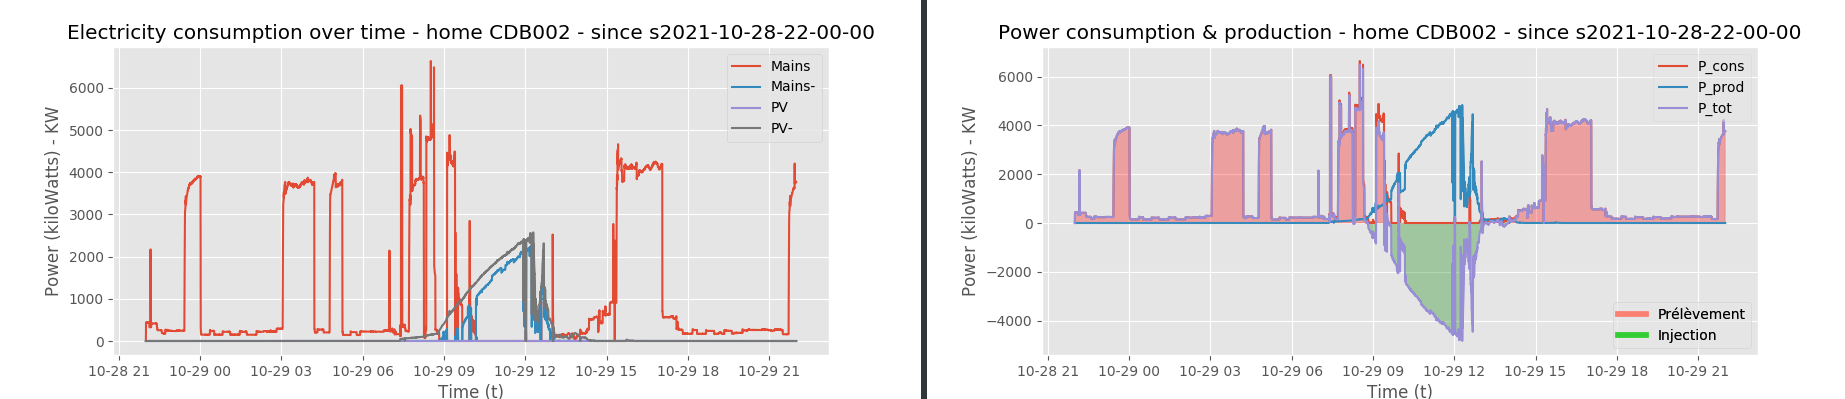 Electricity consumption over time - home CDB002 - since s2021-10-28-22-00-00
Power (kiloWatts) - KW
6000
5000
4000
3000
2000
1000
0
Mains
Mains-
PV
PV-
10-28 21 10-29 00 10-29 03 10-29 06 10-29 09 10-29 12 10-29 15 10-29 18 10-29 21
Time (t)
Power consumption & production - home CDB002 - since s2021-10-28-22-00-00
Power (kiloWatts) - KW
6000
4000
2000
0
−2000
−4000
P_cons
P_prod
P_tot
Prélèvement
Injection
10-28 21 10-29 00 10-29 03 10-29 06 10-29 09 10-29 12 10-29 15 10-29 18 10-29 21
Time (t)